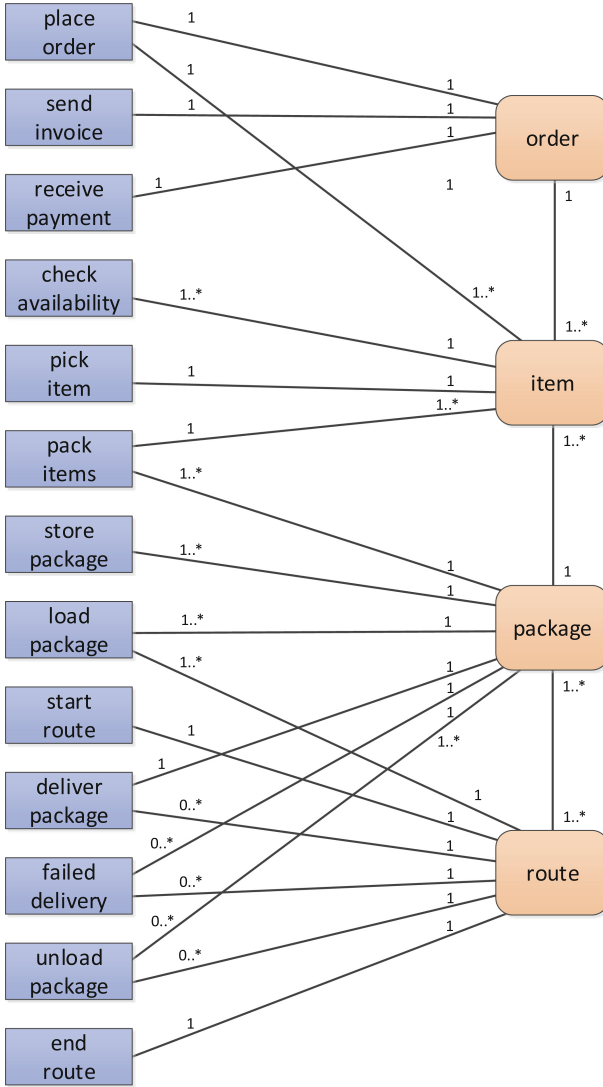 place
order
1
1
1
send
invoice
1
1
1
order
receive
payment
1
1
1
check
availability
1..*
1..*
1..*
1
pick
item
1
1
item
1..*
pack
items
1
1..*
1..*
store
package
1..*
1
1
1
load
package
1..*
1
package
1..*
1
1
1..*
start
route
1
1
1..*
deliver
package
1
1
1
1..*
0..*
1
failed
delivery
0..*
0..*
1
route
unload
package
0..*
0..*
1
1
end
route
1